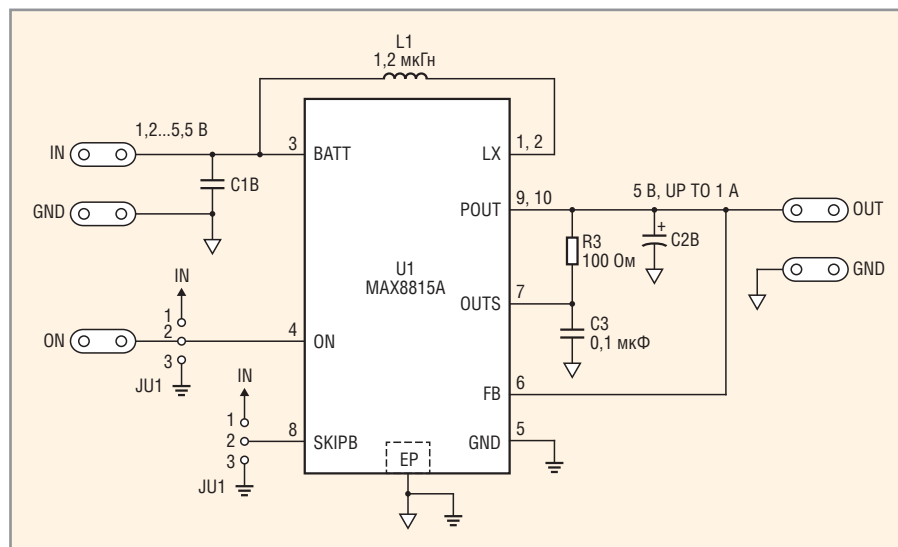 L1
1,2 мкГн
1,2...5,5 В
IN
3
BATT
LX
1, 2
C1B
GND
POUT
9, 10
5 В, UP TO 1 А
OUT
+
C2B
R3
100 Ом
GND
U1
MAX8815A
IN
1
2
3
ON
JU1
4
ON
OUTS
7
C3
0,1 мкФ
IN
1
2
3
JU1
8
SKIPB
FB
6
GND
5
EP